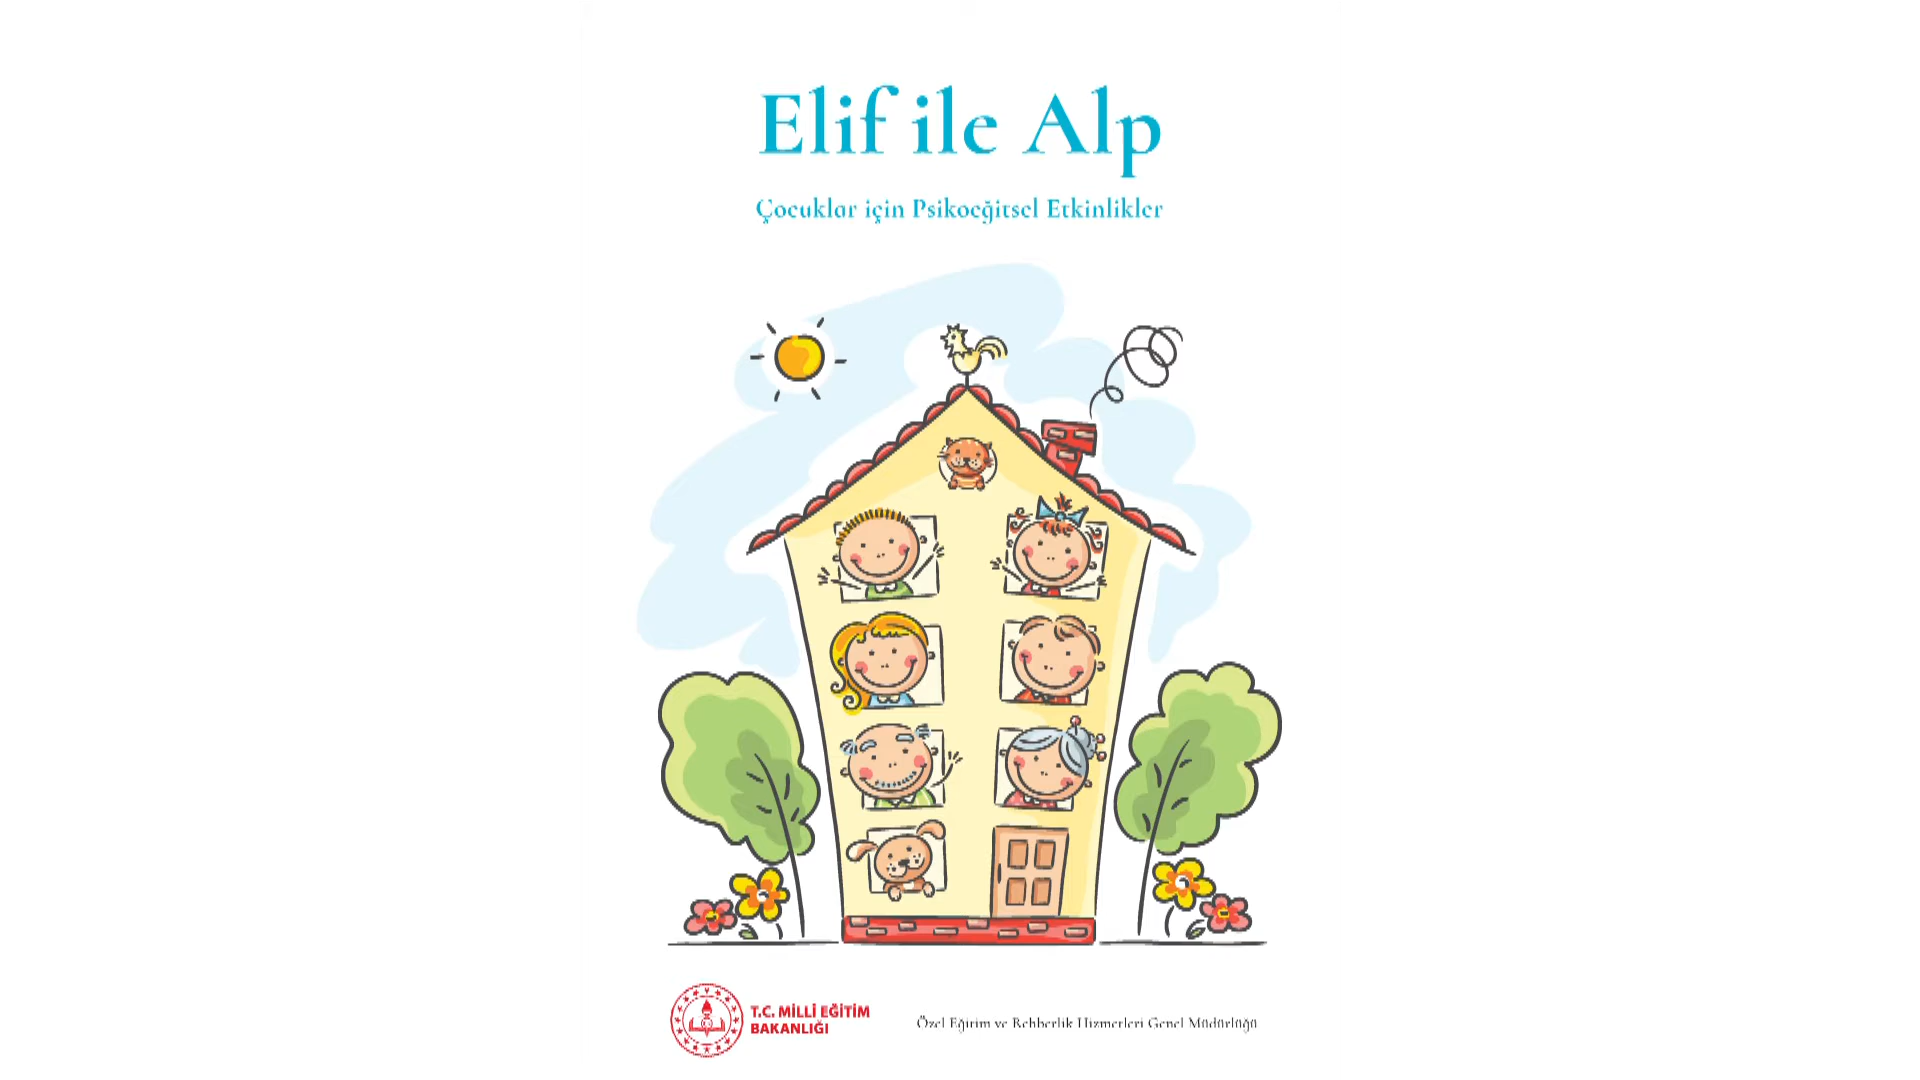 Elif ile Alp
Çocuklar için Psikoeğitsel Etkinlikler
T.C. MİLLİ EĞİTİM
BAKANLIĞI
Özel Eğitim ve Rehberlik Hizmetleri Genel Müdürlüğü